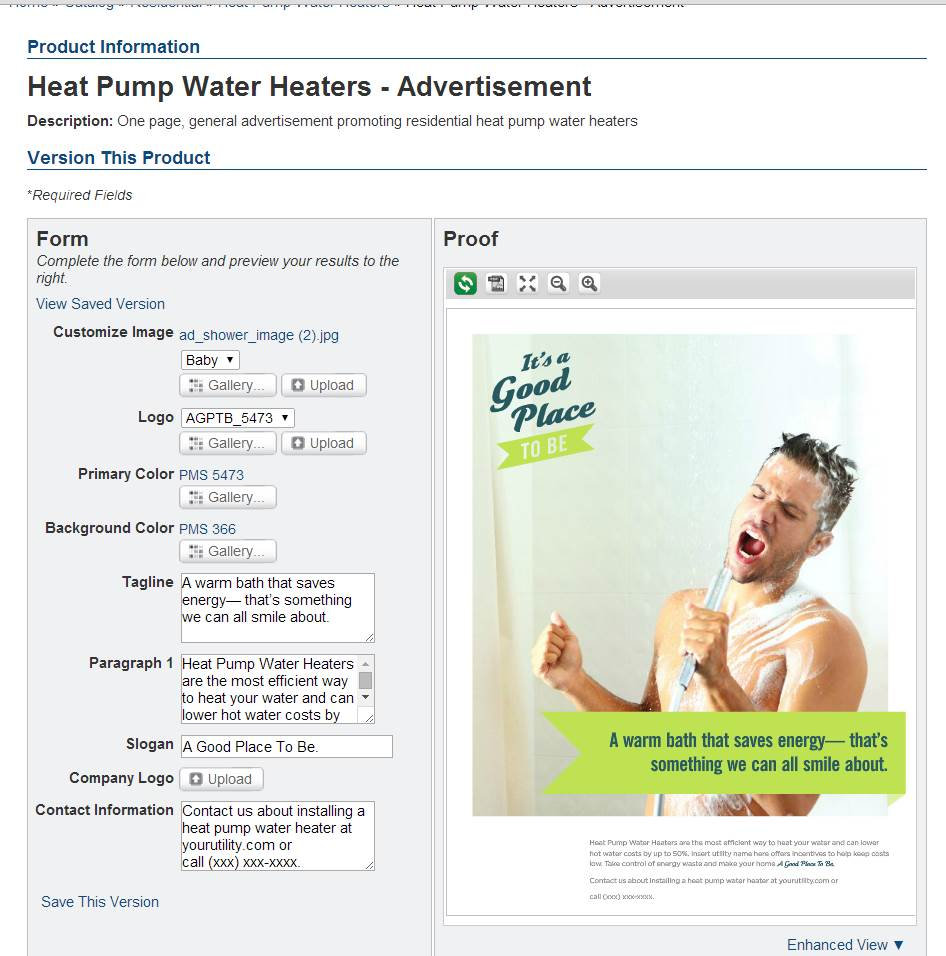 Home » Catalog » Residential » Heat Pump Water Heaters » Heat Pump Water Heaters - Advertisement
Product Information
Heat Pump Water Heaters - Advertisement
Description: One page, general advertisement promoting residential heat pump water heaters
Version This Product
*Required Fields
Form
Complete the form below and preview your results to the
right.
View Saved Version
Customize Image ad_shower_image (2).jpg
Baby
Gallery... Upload
Logo AGPTB_5473
Gallery... Upload
Primary Color PMS 5473
Gallery...
Background Color PMS 366
Gallery...
Tagline A warm bath that saves
energy— that's something
we can all smile about.
Paragraph 1 Heat Pump Water Heaters
are the most efficient way
to heat your water and can
lower hot water costs by
Slogan A Good Place To Be.
Company Logo Upload
Contact Information Contact us about installing a
heat pump water heater at
yourutility.com or
call (xxx) xxx-xxxx.
Save This Version
Proof
PDF
It's a
Good
Place
TO BE
A warm bath that saves energy— that's
something we can all smile about.
Heat Pump Water Heaters are the most efficient way to heat your water and can lower
hot water costs by up to 50%. Insert utility name here offers incentives to help keep costs
low. Take control of energy waste and make your home A Good Place To Be.
Contact us about installing a heat pump water heater at yourutility.com or
call (xxx) xxx-xxxx.
Enhanced View ▼